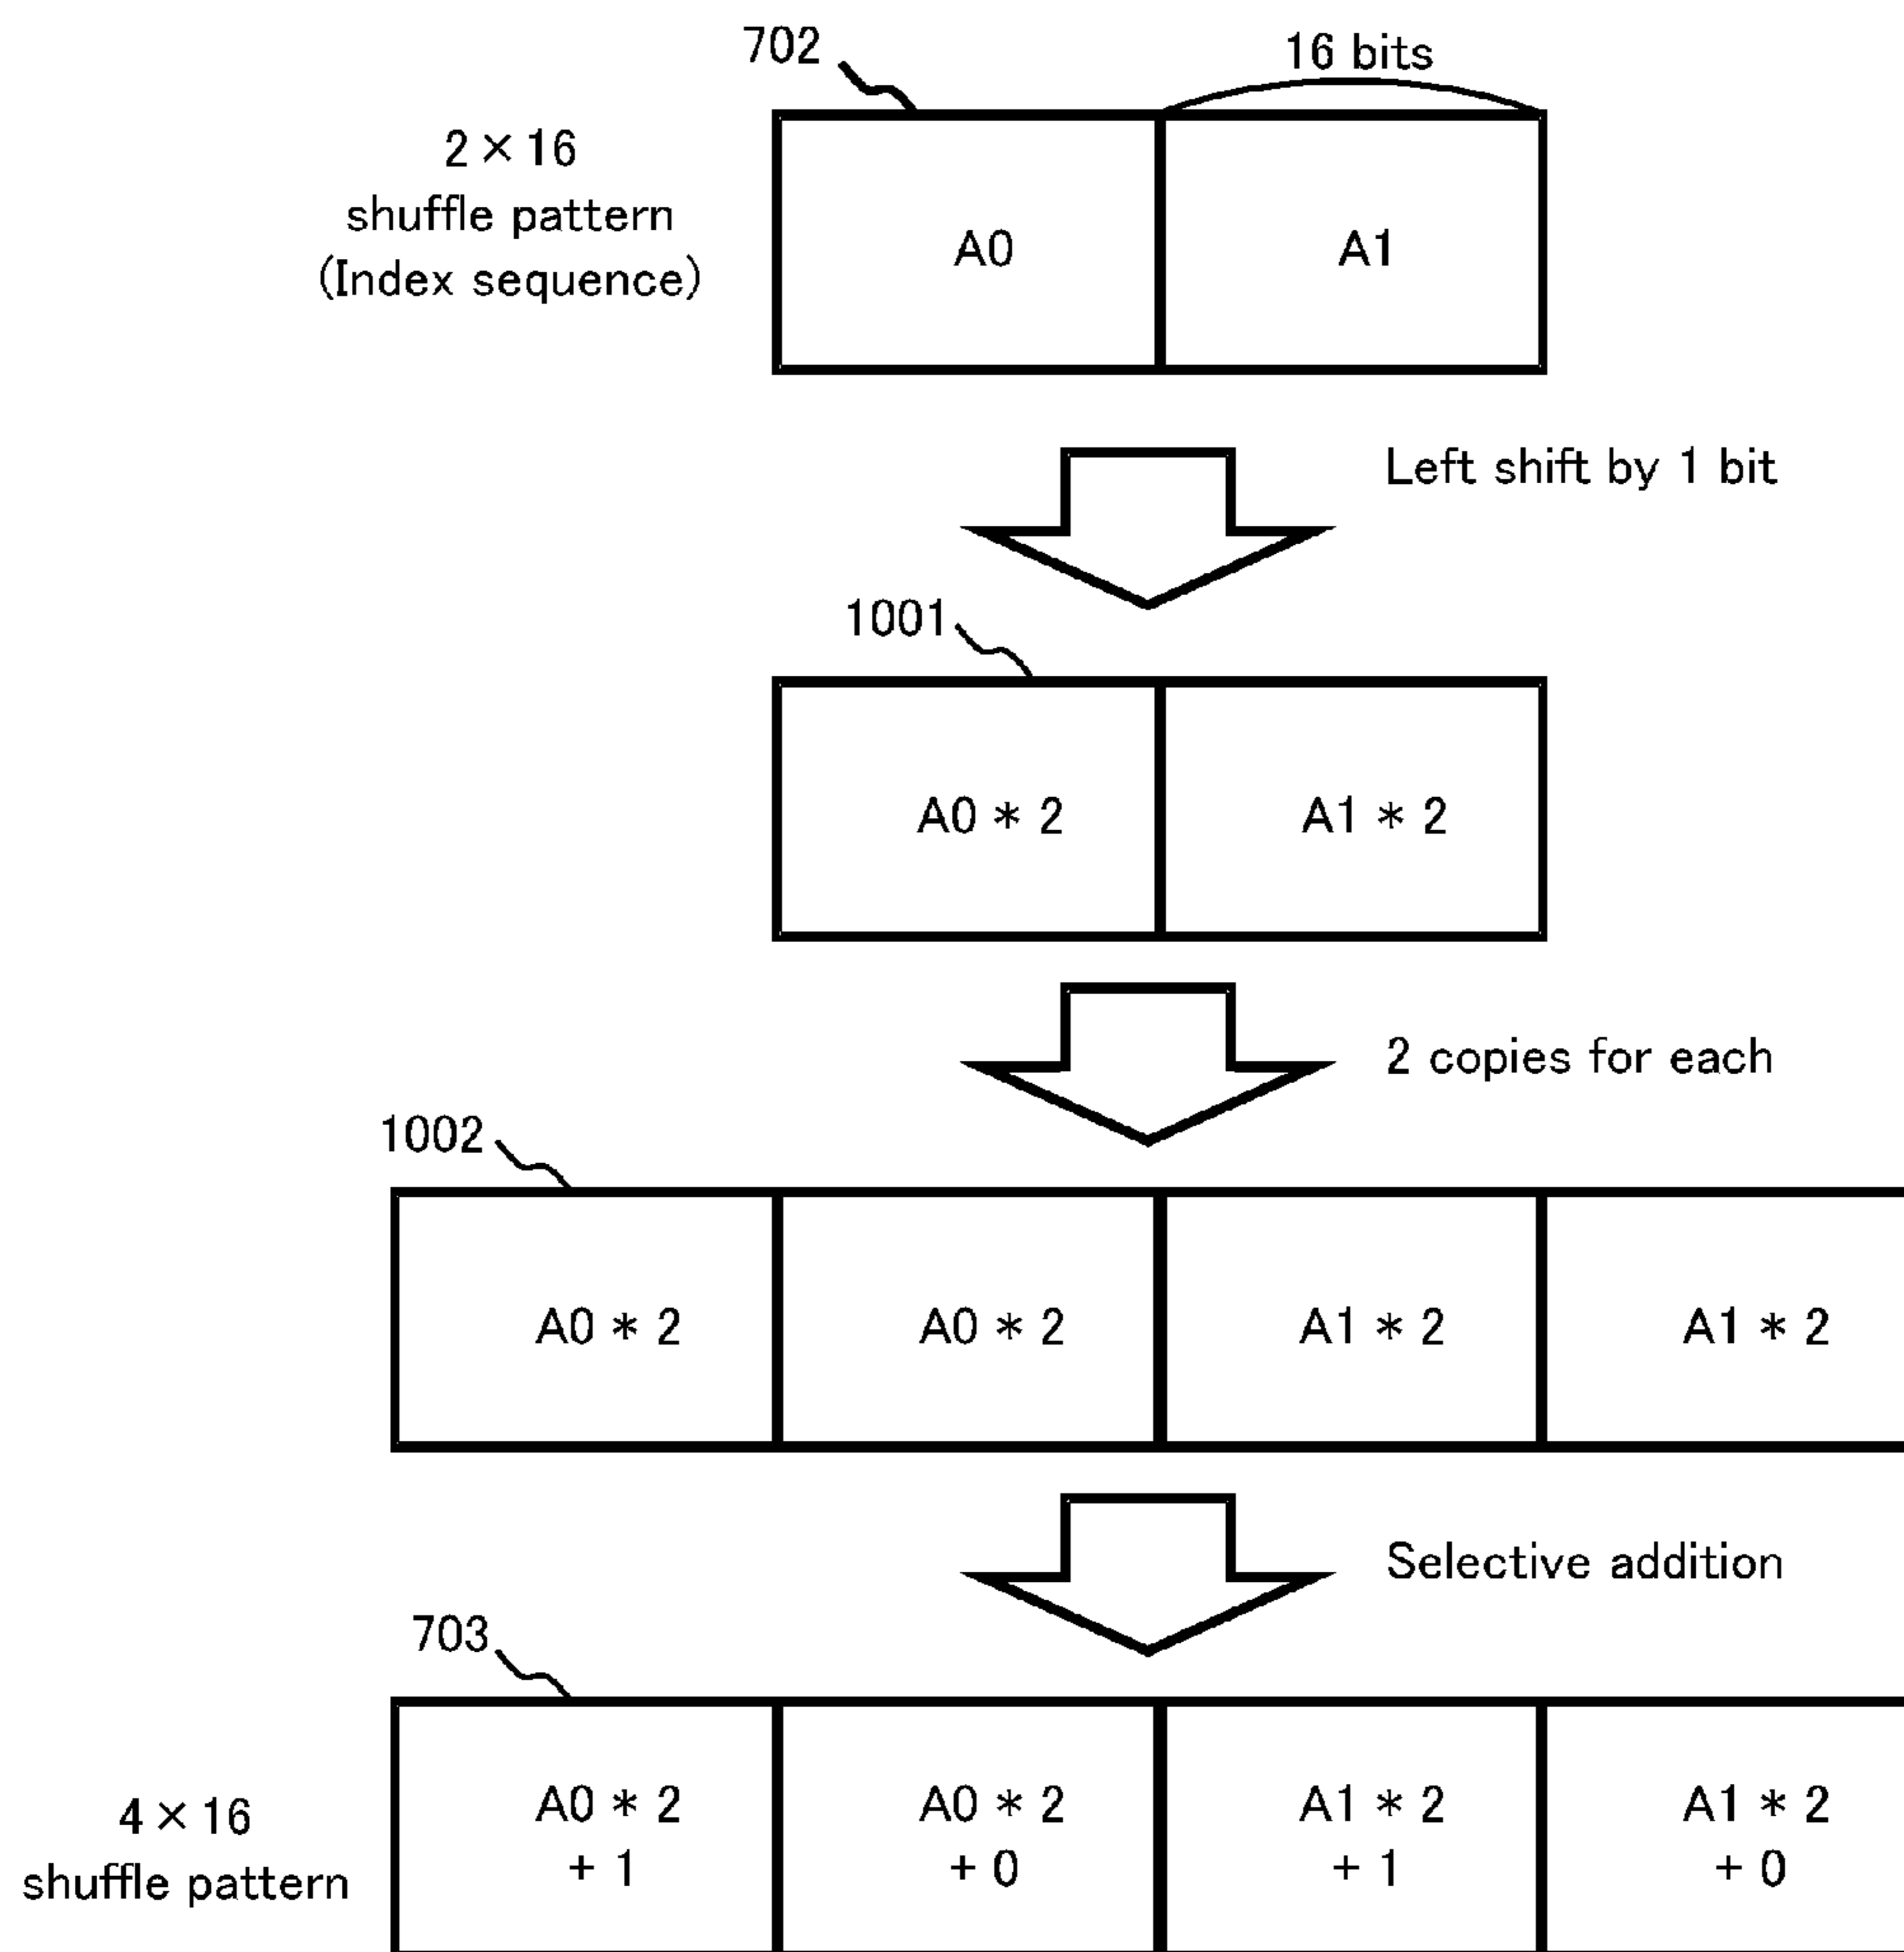 702
16 bits
2 × 16
shuffle pattern
(Index sequence)
A0
A1
Left shift by 1 bit
1001
A0 * 2
A1 * 2
2 copies for each
1002
A0 * 2
A0 * 2
A1 * 2
A1 * 2
Selective addition
703
4 × 16
shuffle pattern
A0 * 2
+ 1
A0 * 2
+ 0
A1 * 2
+ 1
A1 * 2
+ 0